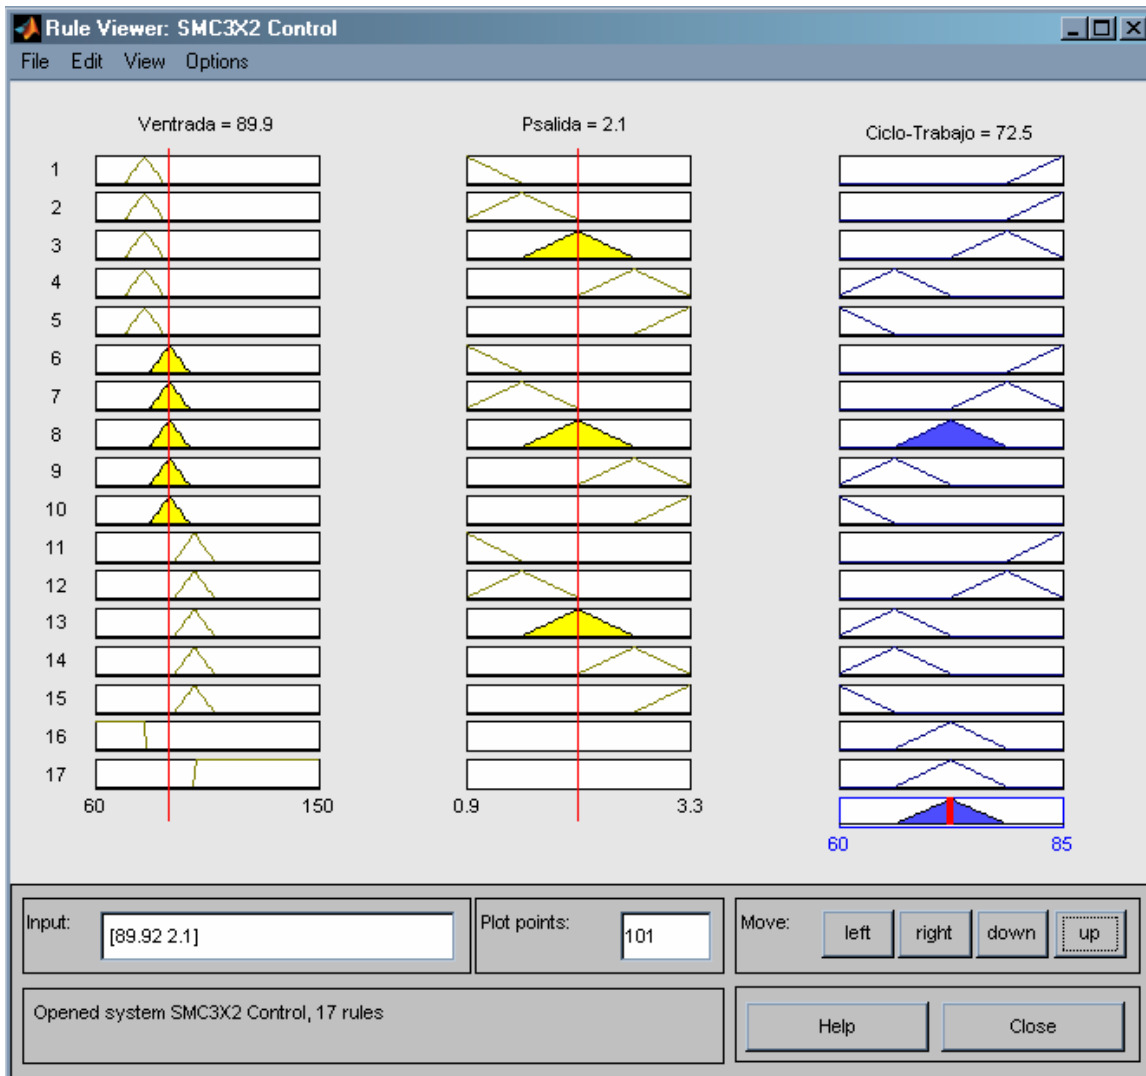 Rule Viewer: SMC3X2 Control
File Edit View Options
Ventrada = 89.9
Psalida = 2.1
Ciclo-Trabajo = 72.5
1
2
3
4
5
6
7
8
9
10
11
12
13
14
15
16
17
60 150
0.9 3.3
60 85
Input: [89.92 2.1]
Plot points: 101
Move: left right down up
Opened system SMC3X2 Control, 17 rules
Help Close